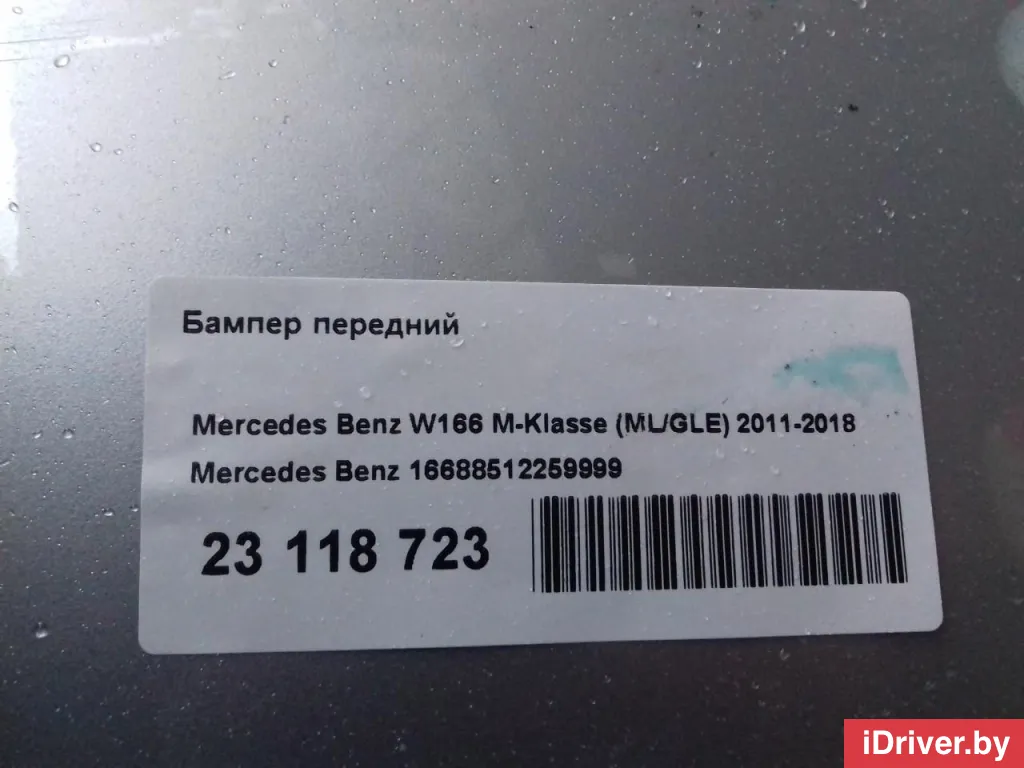 Бампер передний
Mercedes Benz W166 M-Klasse (ML/GLE) 2011-2018
Mercedes Benz 16688512259999
23 118 723
iDriver.by